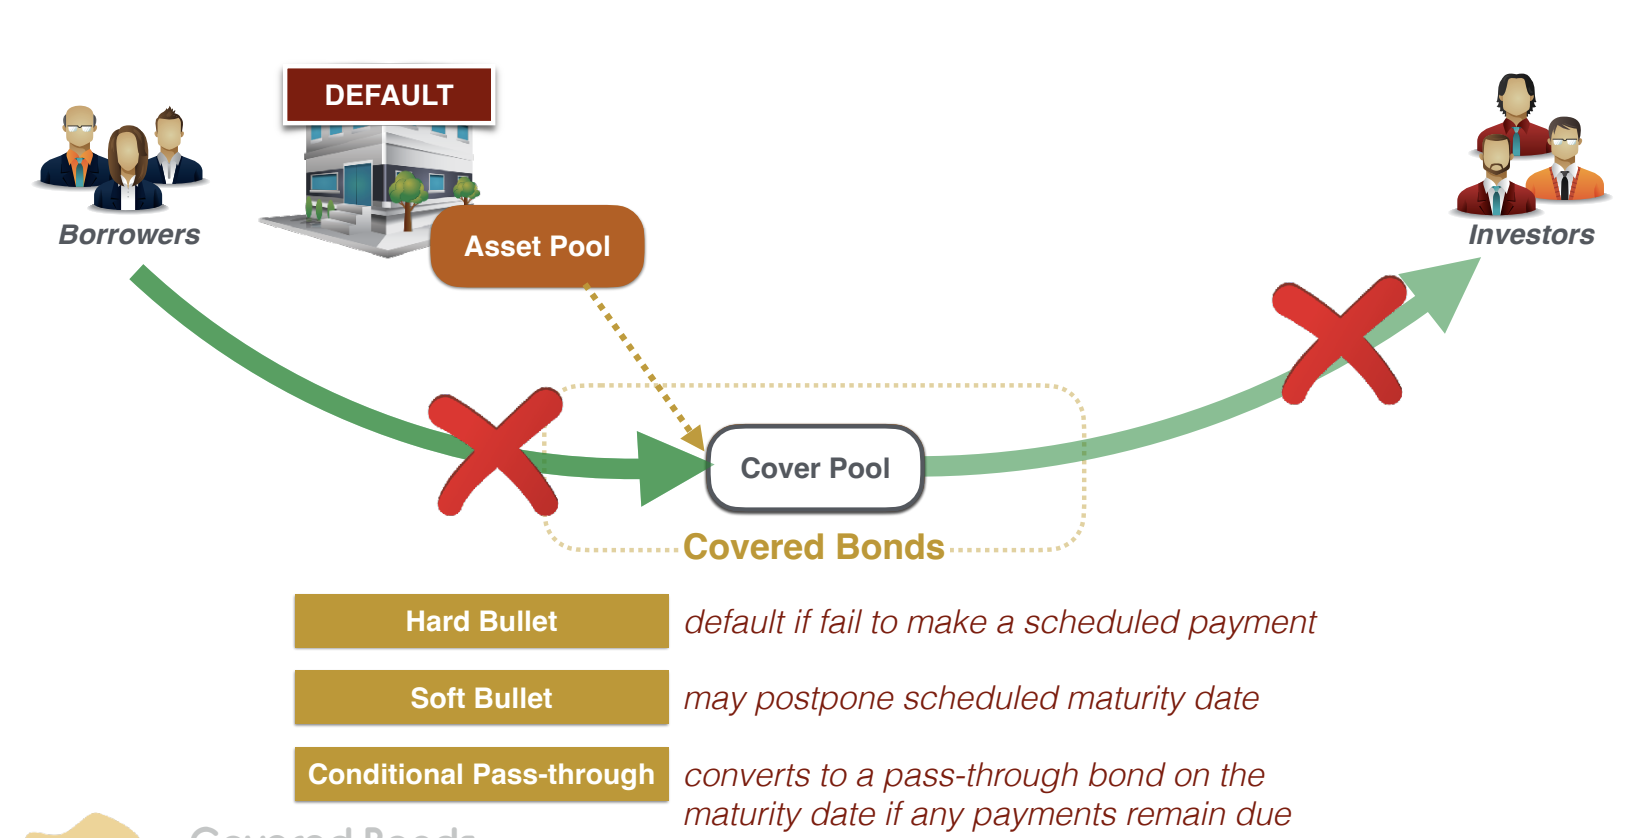 DEFAULT
Borrowers
Asset Pool
Investors
Cover Pool
Covered Bonds
Hard Bullet
default if fail to make a scheduled payment
Soft Bullet
may postpone scheduled maturity date
Conditional Pass-through
converts to a pass-through bond on the
maturity date if any payments remain due
Covered Bonds